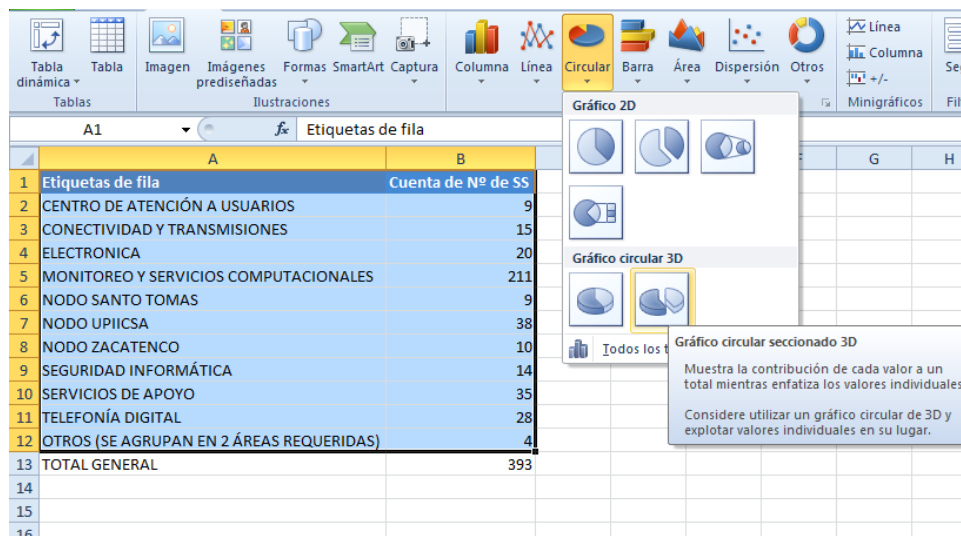 Tabla dinámica
Tabla
Imagen
Imágenes prediseñadas
Formas
SmartArt
Captura
Columna
Línea
Circular
Barra
Área
Dispersión
Otros
Línea
Columna
+/-
Tablas
Ilustraciones
Minigráficos
A1
fx
Etiquetas de fila
Gráfico 2D
Gráfico circular 3D
Todos los t
Gráfico circular seccionado 3D
Muestra la contribución de cada valor a un
total mientras enfatiza los valores individuales
Considere utilizar un gráfico circular de 3D y
explotar valores individuales en su lugar.
A B G H
1 Etiquetas de fila Cuenta de Nº de SS
2 CENTRO DE ATENCIÓN A USUARIOS 9
3 CONECTIVIDAD Y TRANSMISIONES 15
4 ELECTRONICA 20
5 MONITOREO Y SERVICIOS COMPUTACIONALES 211
6 NODO SANTO TOMAS 9
7 NODO UPIICSA 38
8 NODO ZACATENCO 10
9 SEGURIDAD INFORMÁTICA 14
10 SERVICIOS DE APOYO 35
11 TELEFONÍA DIGITAL 28
12 OTROS (SE AGRUPAN EN 2 ÁREAS REQUERIDAS) 4
13 TOTAL GENERAL 393
14
15
16